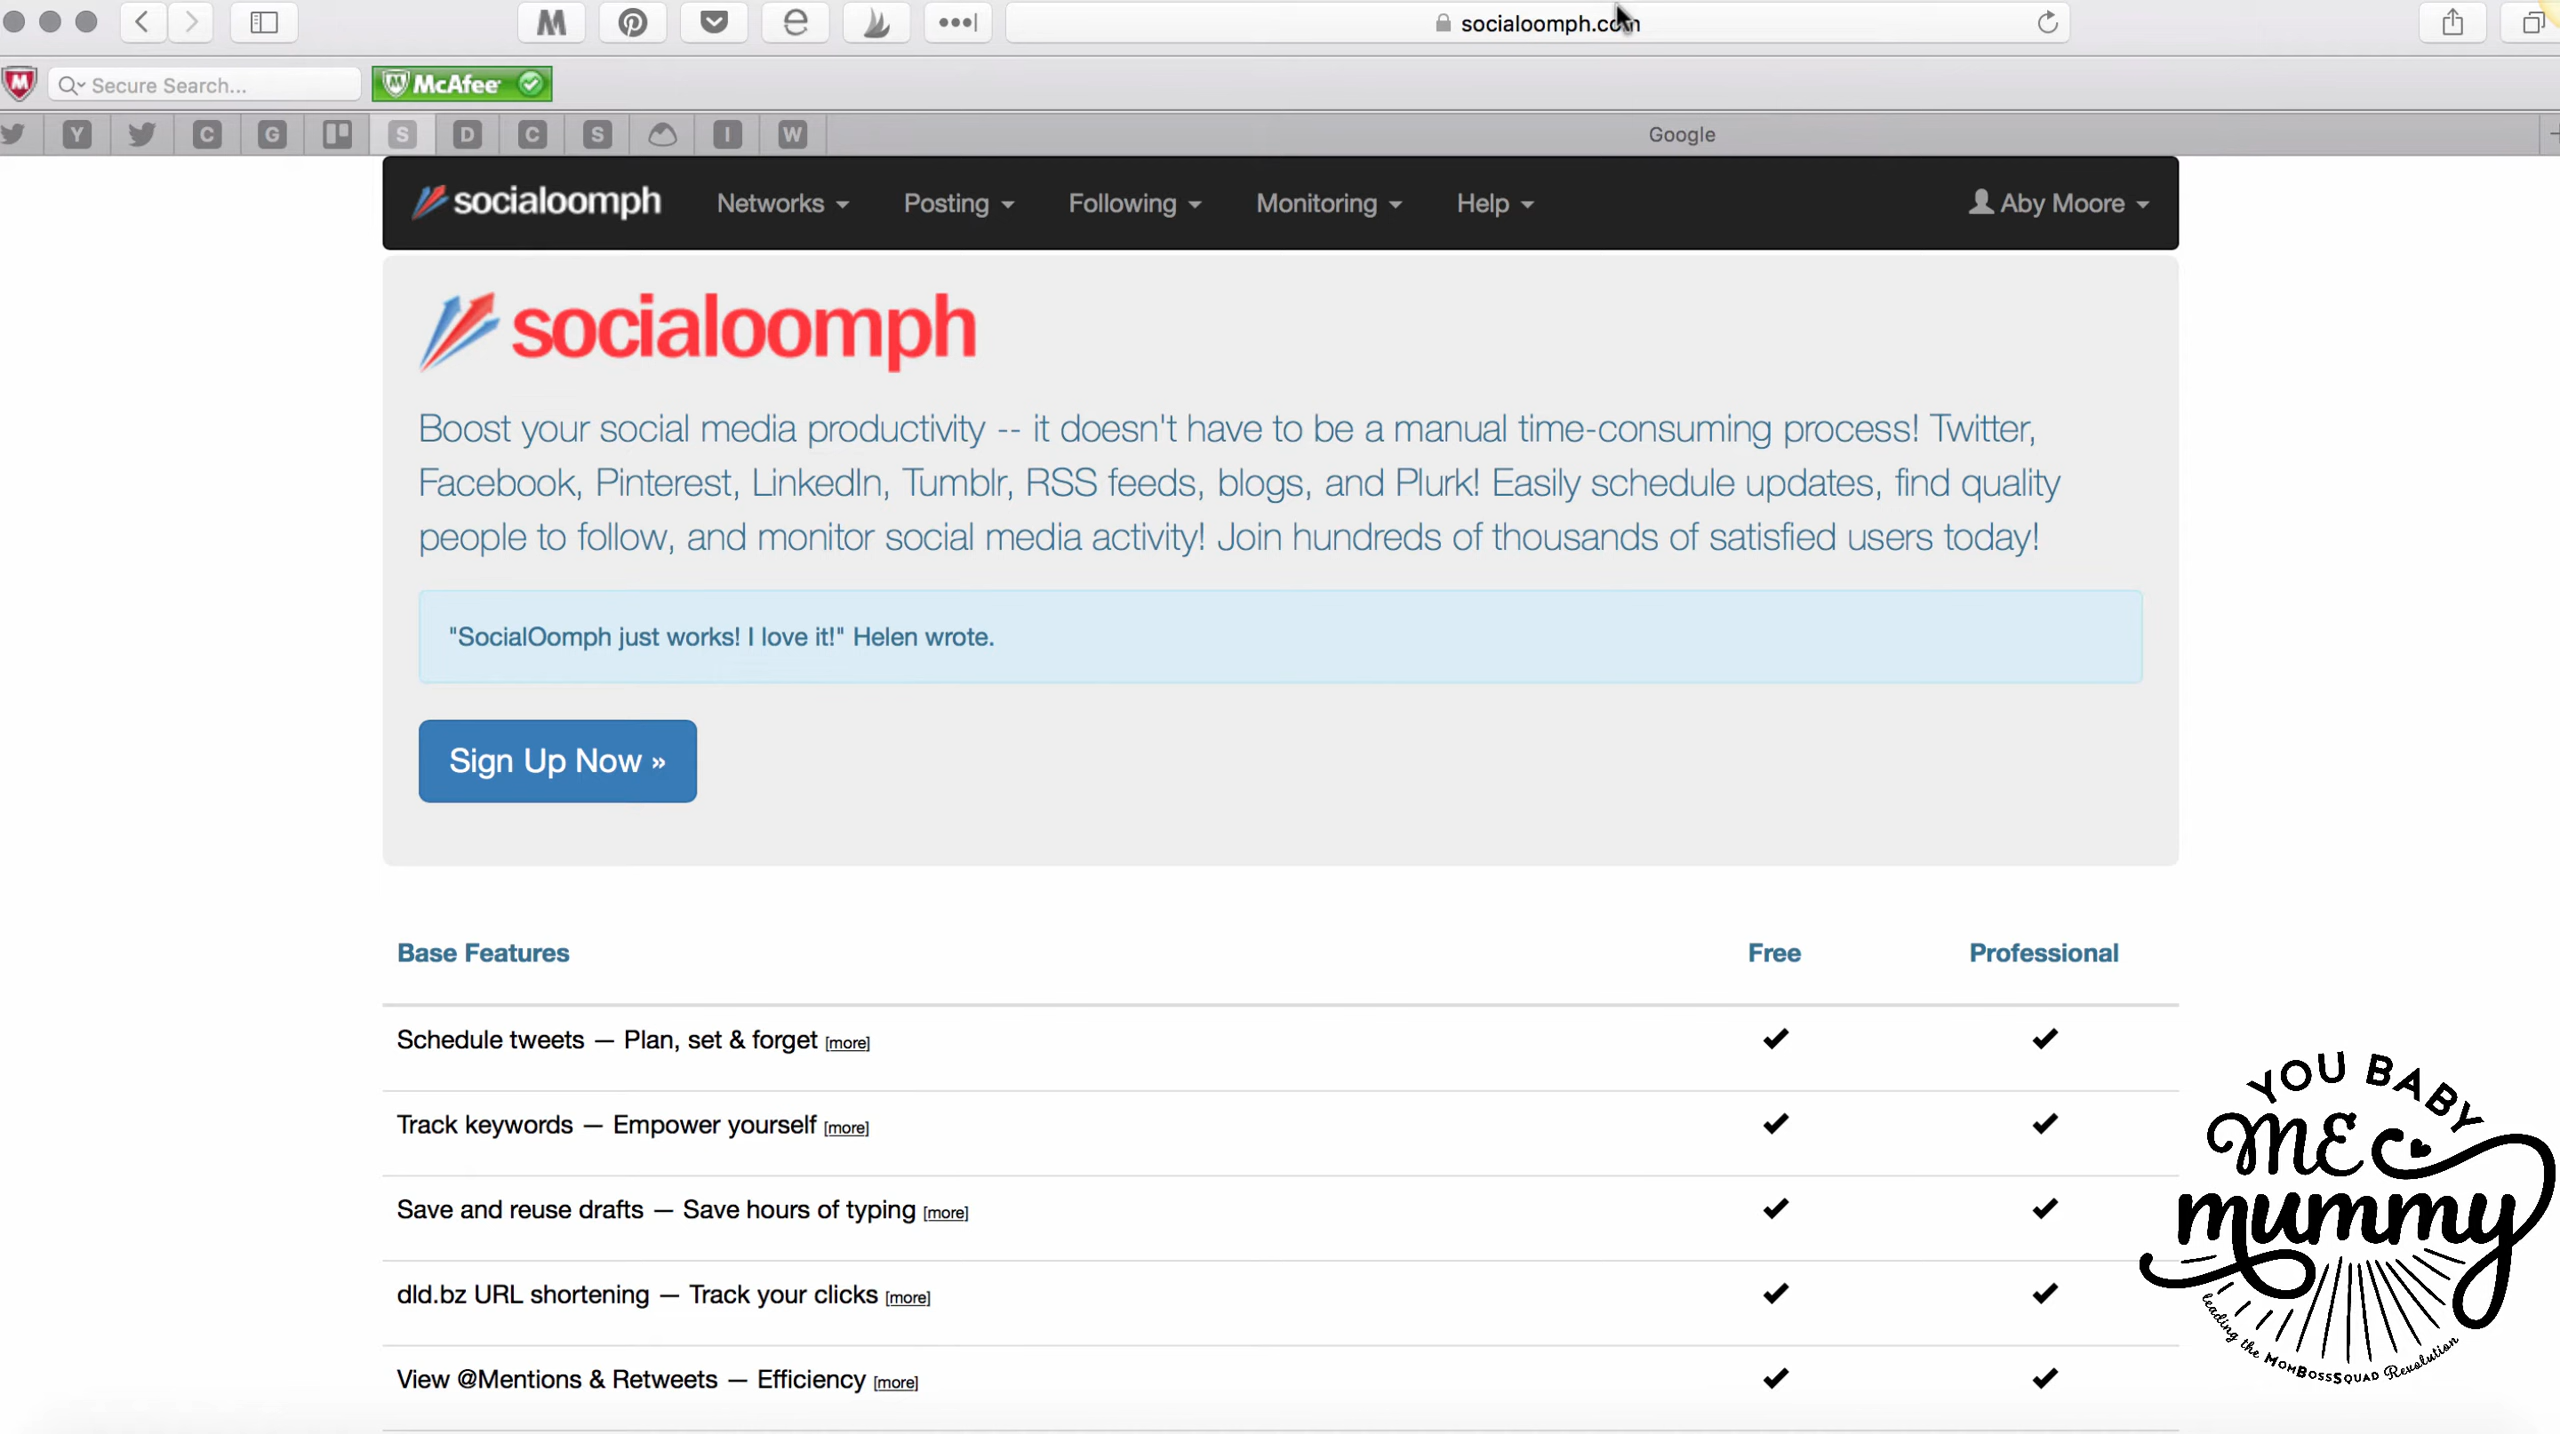 socialoomph.com
Secure Search...
McAfee
Y
C
G
S
D
C
S
I
W
Google
socialoomph
Networks
Posting
Following
Monitoring
Help
Aby Moore
socialoomph
Boost your social media productivity -- it doesn't have to be a manual time-consuming process! Twitter,
Facebook, Pinterest, LinkedIn, Tumblr, RSS feeds, blogs, and Plurk! Easily schedule updates, find quality
people to follow, and monitor social media activity! Join hundreds of thousands of satisfied users today!
"SocialOomph just works! I love it!" Helen wrote.
Sign Up Now »
Base Features Free Professional
Schedule tweets — Plan, set & forget [more]
Track keywords — Empower yourself [more]
Save and reuse drafts — Save hours of typing [more]
dld.bz URL shortening — Track your clicks [more]
View @Mentions & Retweets — Efficiency [more]
YOU BABY
ME
mummy
leading the MomBossSquad Revolution